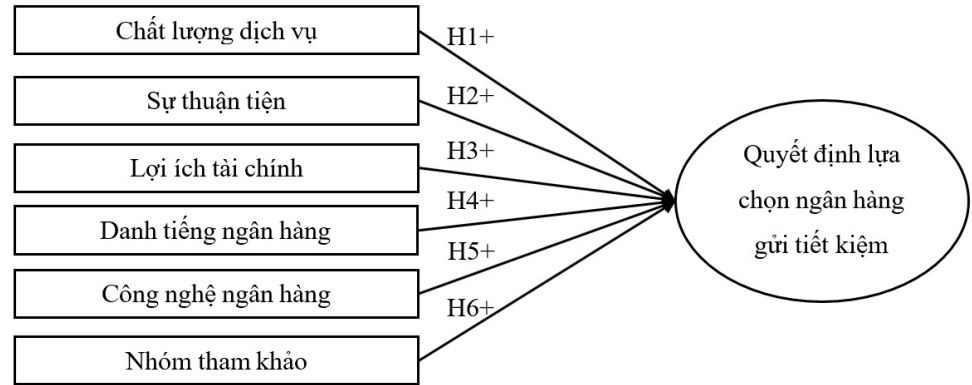 Chất lượng dịch vụ
H1+
Sự thuận tiện
H2+
Lợi ích tài chính
H3+
Danh tiếng ngân hàng
H4+
Công nghệ ngân hàng
H5+
Nhóm tham khảo
H6+
Quyết định lựa
chọn ngân hàng
gửi tiết kiệm